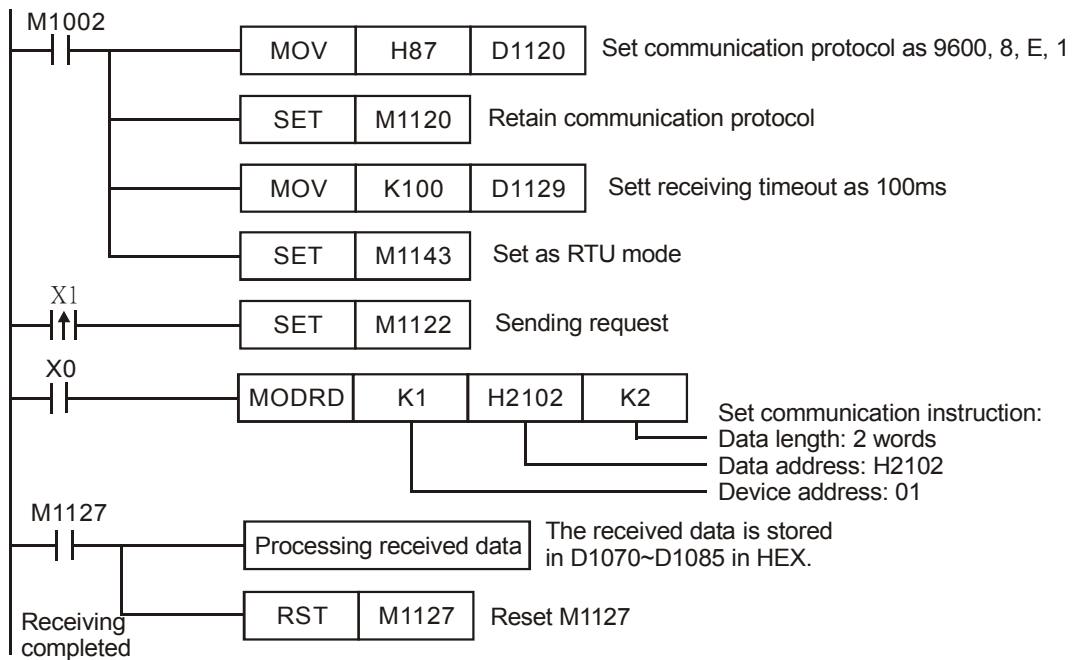 M1002
MOV H87 D1120 Set communication protocol as 9600, 8, E, 1
SET M1120 Retain communication protocol
MOV K100 D1129 Sett receiving timeout as 100ms
SET M1143 Set as RTU mode
X1
SET M1122 Sending request
X0
MODRD K1 H2102 K2
Set communication instruction:
Data length: 2 words
Data address: H2102
Device address: 01
M1127
Processing received data
The received data is stored
in D1070~D1085 in HEX.
RST M1127 Reset M1127
Receiving
completed